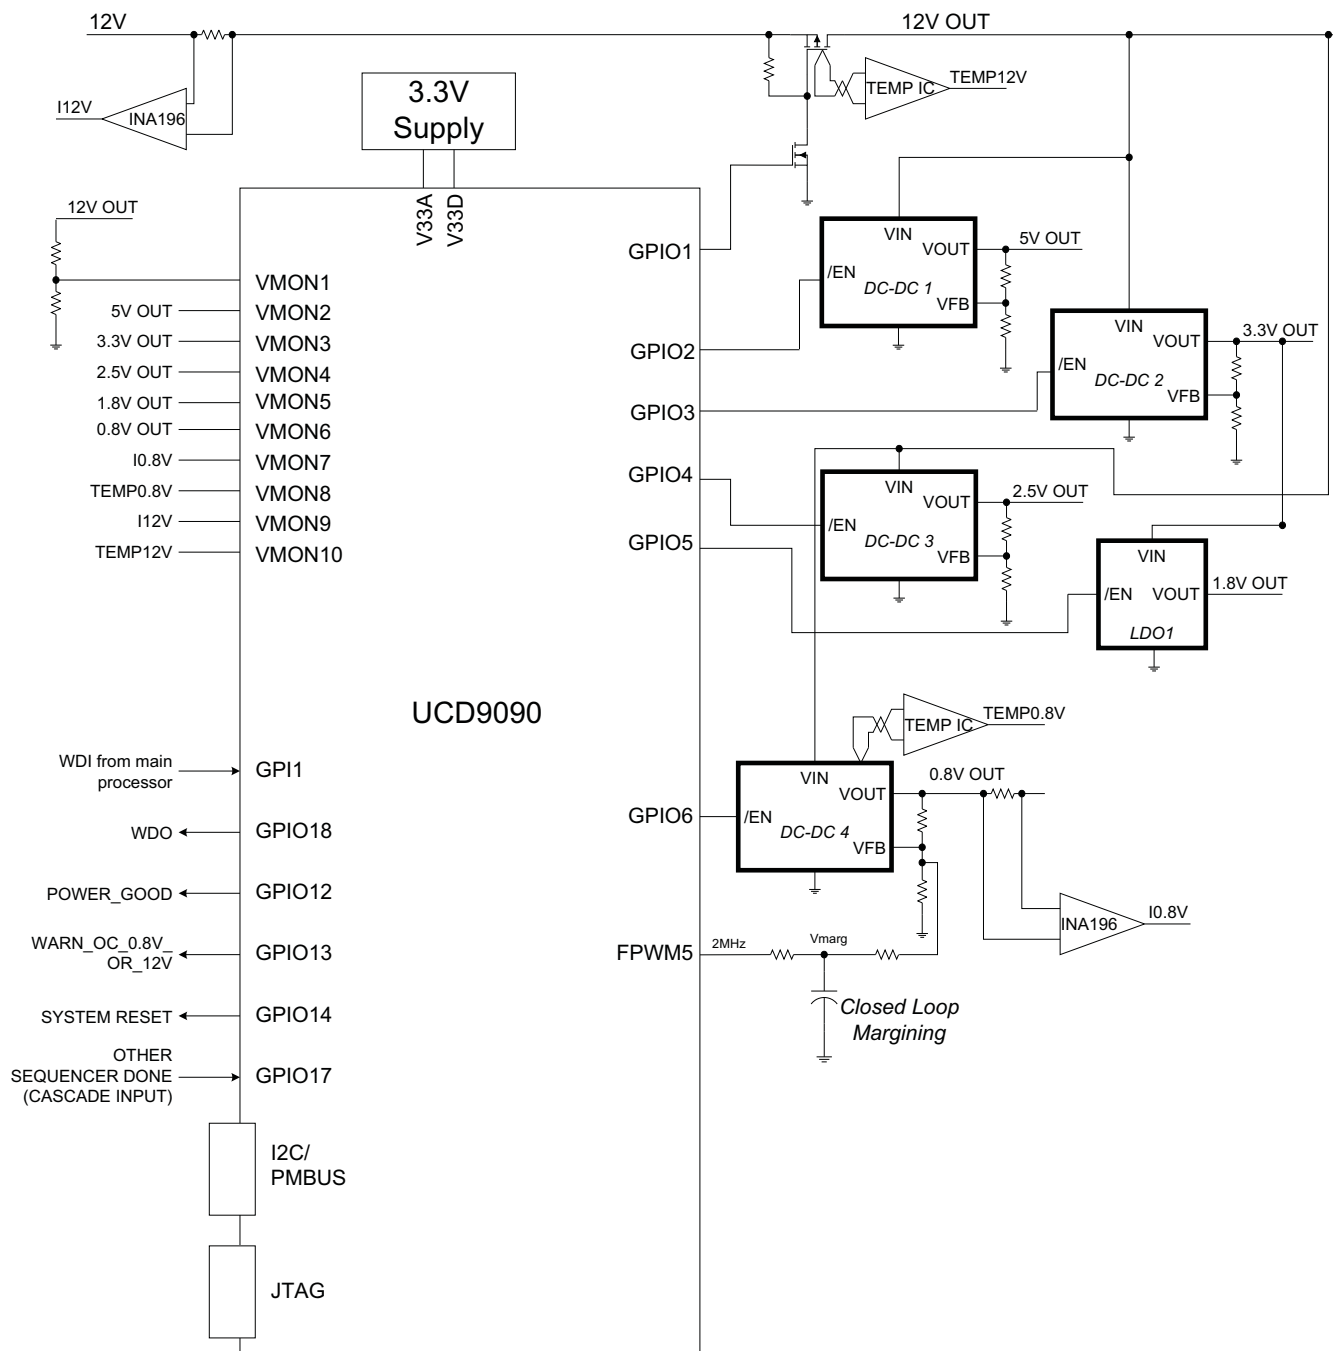 12V
12V OUT
I12V
INA196
3.3V
Supply
TEMP IC
TEMP12V
V33A
V33D
12V OUT
VMON1
5V OUT
VMON2
3.3V OUT
VMON3
2.5V OUT
VMON4
1.8V OUT
VMON5
0.8V OUT
VMON6
I0.8V
VMON7
TEMP0.8V
VMON8
I12V
VMON9
TEMP12V
VMON10
GPIO1
GPIO2
GPIO3
GPIO4
GPIO5
VIN
VOUT
5V OUT
/EN
DC-DC 1
VFB
VIN
VOUT
3.3V OUT
/EN
DC-DC 2
VFB
VIN
VOUT
2.5V OUT
/EN
DC-DC 3
VFB
VIN
/EN
VOUT
1.8V OUT
LDO1
UCD9090
TEMP IC
TEMP0.8V
WDI from main
processor
GPI1
WDO
GPIO18
POWER_GOOD
GPIO12
WARN_OC_0.8V_
OR_12V
GPIO13
SYSTEM RESET
GPIO14
OTHER
SEQUENCER DONE
(CASCADE INPUT)
GPIO17
I2C/
PMBUS
JTAG
GPIO6
VIN
VOUT
0.8V OUT
/EN
DC-DC 4
VFB
INA196
I0.8V
FPWM5
2MHz
Vmarg
Closed Loop
Margining